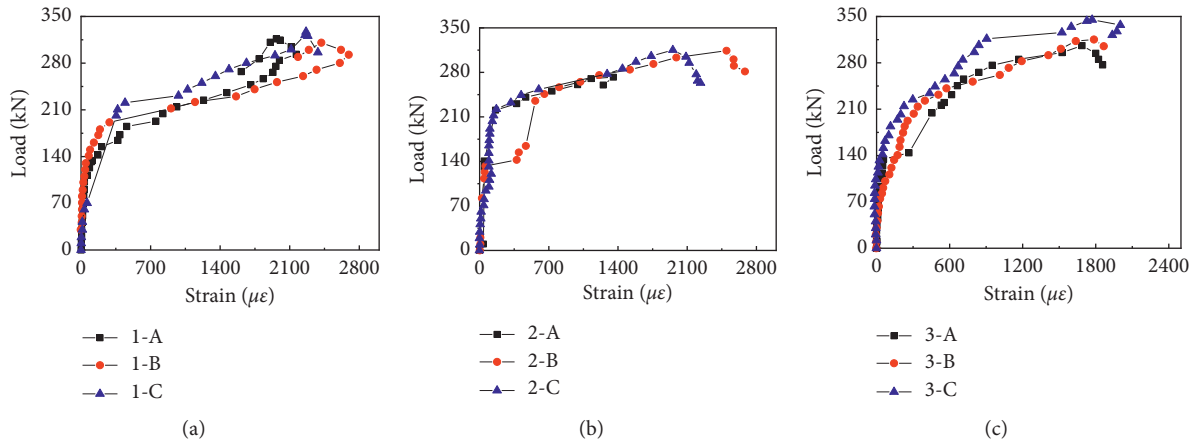 350
280
210
140
70
0
Load (kN)
0 700 1400 2100 2800
Strain (με)
1-A
1-B
1-C
(a)
350
280
210
140
70
0
Load (kN)
0 700 1400 2100 2800
Strain (με)
2-A
2-B
2-C
(b)
350
280
210
140
70
0
Load (kN)
0 600 1200 1800 2400
Strain (με)
3-A
3-B
3-C
(c)